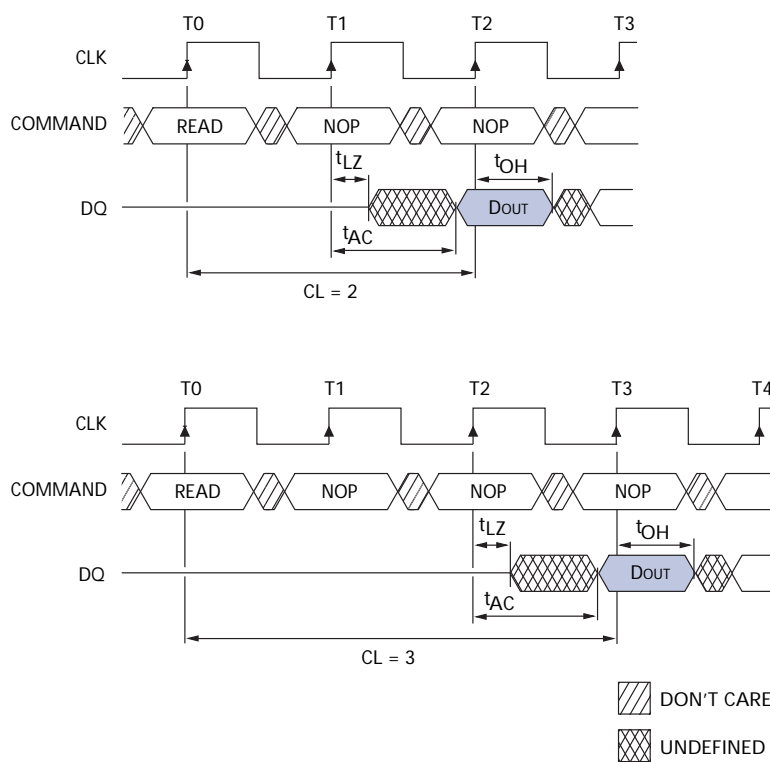 T0 T1 T2 T3
CLK
COMMAND READ NOP NOP
tLZ tOH
DQ DOUT
tAC
CL = 2
T0 T1 T2 T3 T4
CLK
COMMAND READ NOP NOP NOP
tLZ tOH
DQ DOUT
tAC
CL = 3
DON'T CARE
UNDEFINED